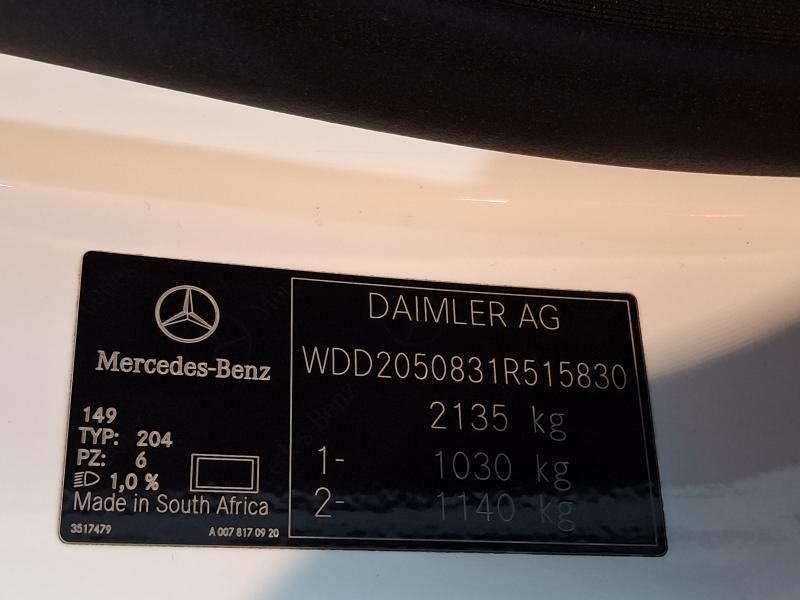 Mercedes-Benz
149
TYP: 204
PZ: 6
1,0 %
Made in South Africa
3517479 A 007 817 09 20
DAIMLER AG
WDD2050831R515830
2135 kg
1- 1030 kg
2- 1140 kg